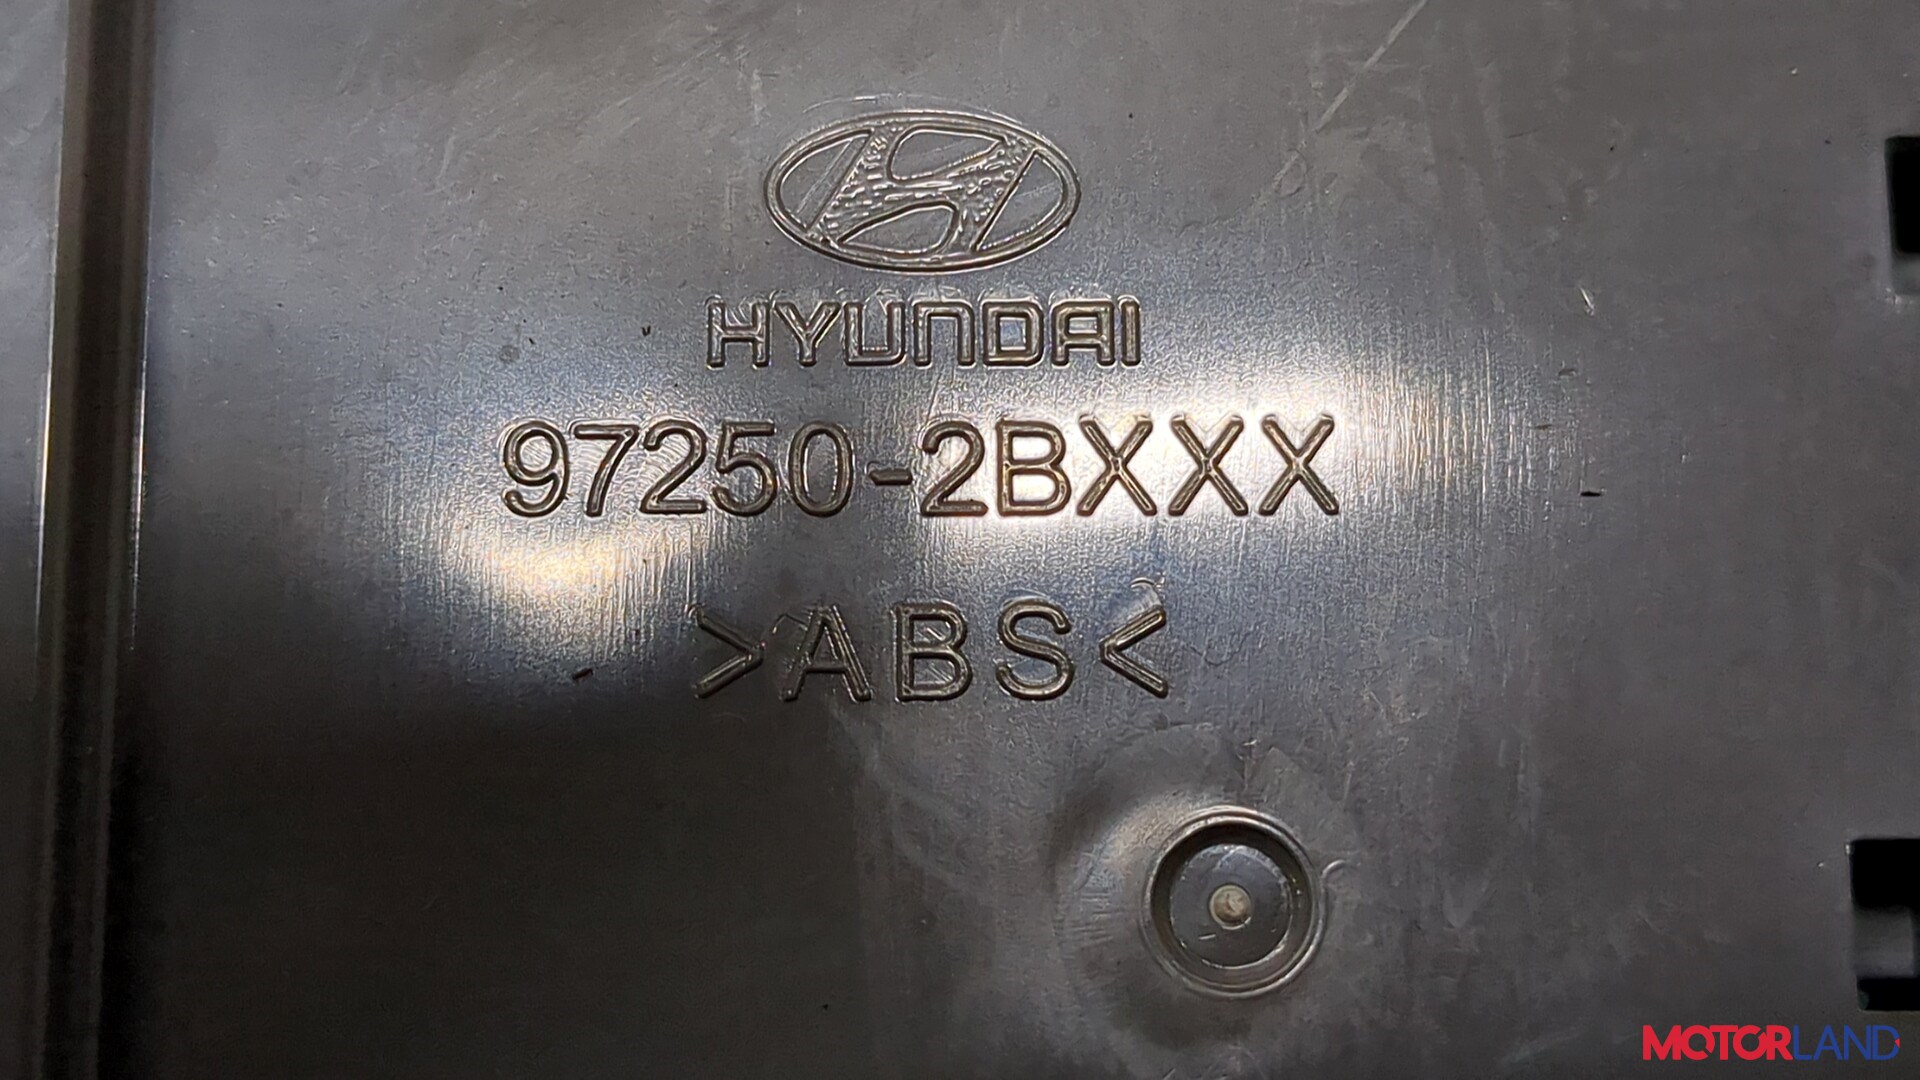 HYUNDAI
97250-2BXXX
>ABS<
MOTORLAND